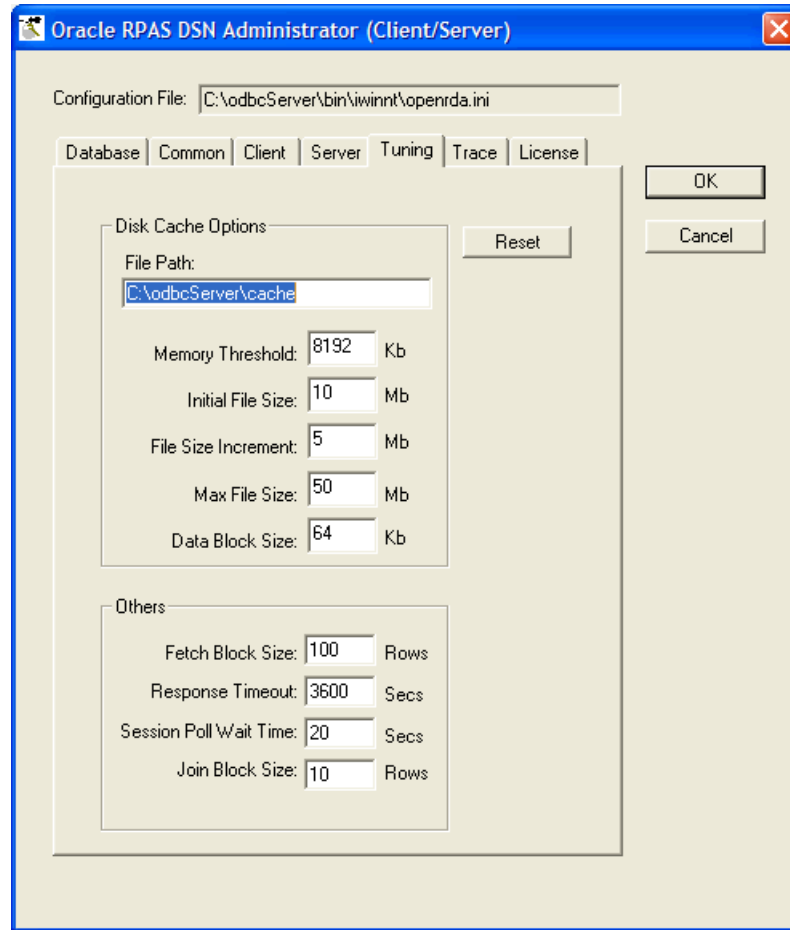 Oracle RPAS DSN Administrator (Client/Server)
Configuration File: C:\odbcServer\bin\iwinnt\openrda.ini
Database Common Client Server Tuning Trace License
OK
Cancel
Reset
Disk Cache Options
File Path:
C:\odbcServer\cache
Memory Threshold: 8192 Kb
Initial File Size: 10 Mb
File Size Increment: 5 Mb
Max File Size: 50 Mb
Data Block Size: 64 Kb
Others
Fetch Block Size: 100 Rows
Response Timeout: 3600 Secs
Session Poll Wait Time: 20 Secs
Join Block Size: 10 Rows